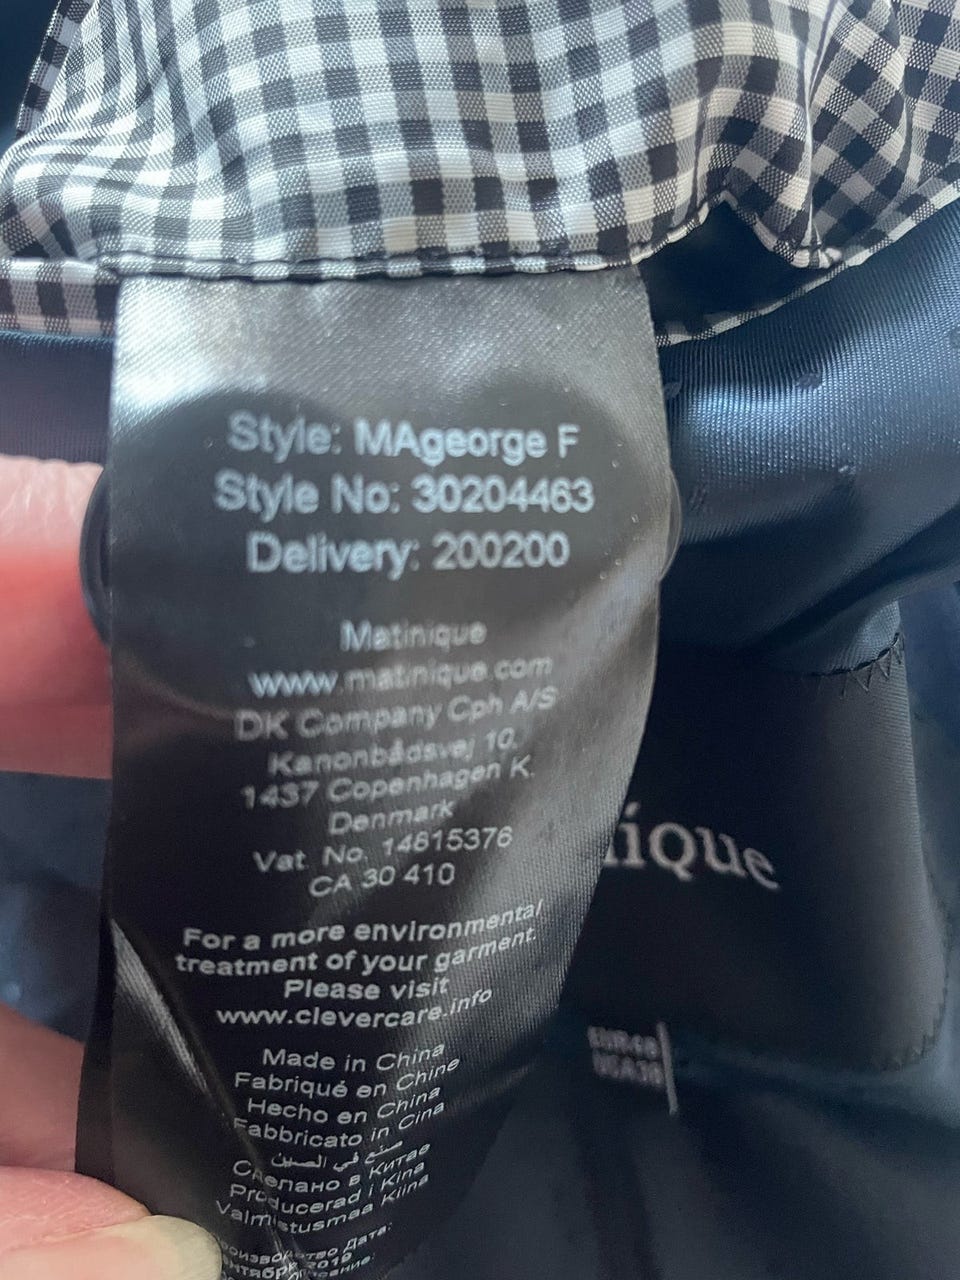 Style: MAgeorge F
Style No: 30204463
Delivery: 200200
Matinique
www.matinique.com
DK Company Cph A/S
Kanonbådsvej 10,
1437 Copenhagen K.
Denmark
Vat. No. 14815376
CA 30 410
For a more environmental
treatment of your garment.
Please visit
www.clevercare.info
Made in China
Fabriqué en Chine
Hecho en China
Fabbricato in Cina
صنع في الصين
Сделано в Китае
Producerad i Kina
Valmistusmaa Kiina
Дата:
2019
nique